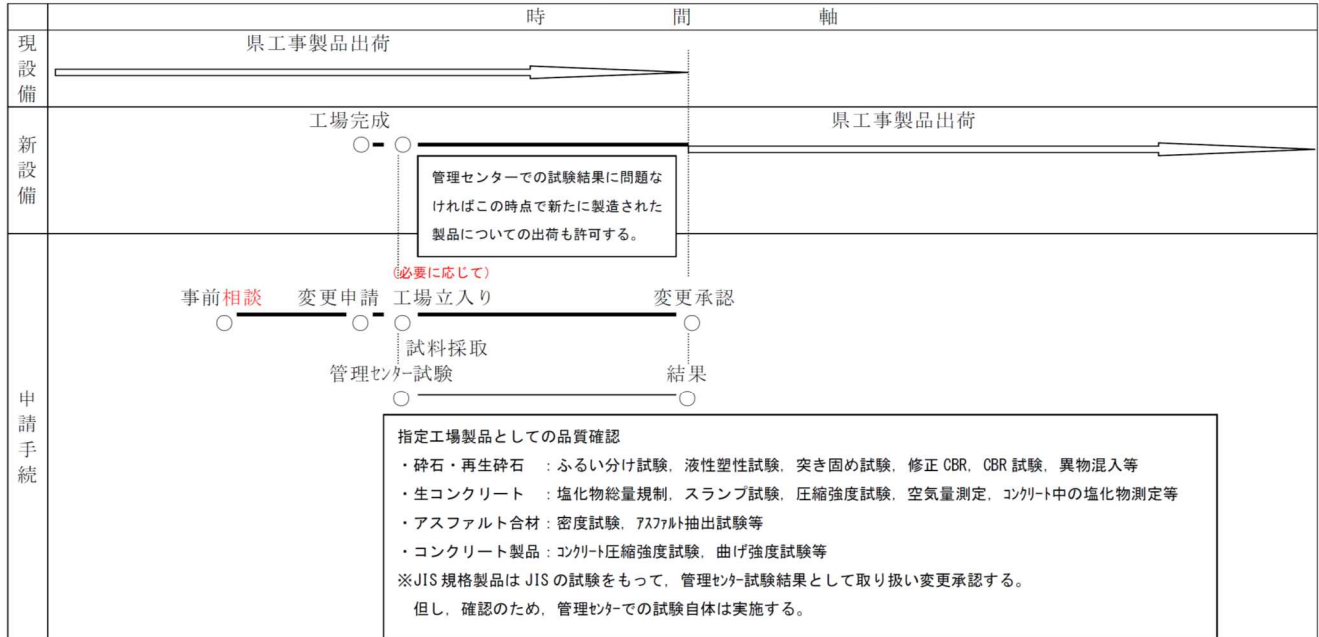 時間軸
現設備
県工事製品出荷
新設備
工場完成
県工事製品出荷
管理センターでの試験結果に問題な
ければこの時点で新たに製造された
製品についての出荷も許可する。
申請手続
(必要に応じて)
事前相談 変更申請 工場立入り 変更承認
試料採取
管理ｾﾝﾀｰ試験 結果
指定工場製品としての品質確認
・砕石・再生砕石 ：ふるい分け試験，液性塑性試験，突き固め試験，修正CBR，CBR試験，異物混入等
・生コンクリート ：塩化物総量規制，スランプ試験，圧縮強度試験，空気量測定，ｺﾝｸﾘｰﾄ中の塩化物測定等
・アスファルト合材：密度試験，ｱｽﾌｧﾙﾄ抽出試験等
・コンクリート製品：ｺﾝｸﾘｰﾄ圧縮強度試験，曲げ強度試験等
※JIS規格製品はJISの試験をもって，管理ｾﾝﾀｰ試験結果として取り扱い変更承認する。
但し，確認のため，管理ｾﾝﾀｰでの試験自体は実施する。